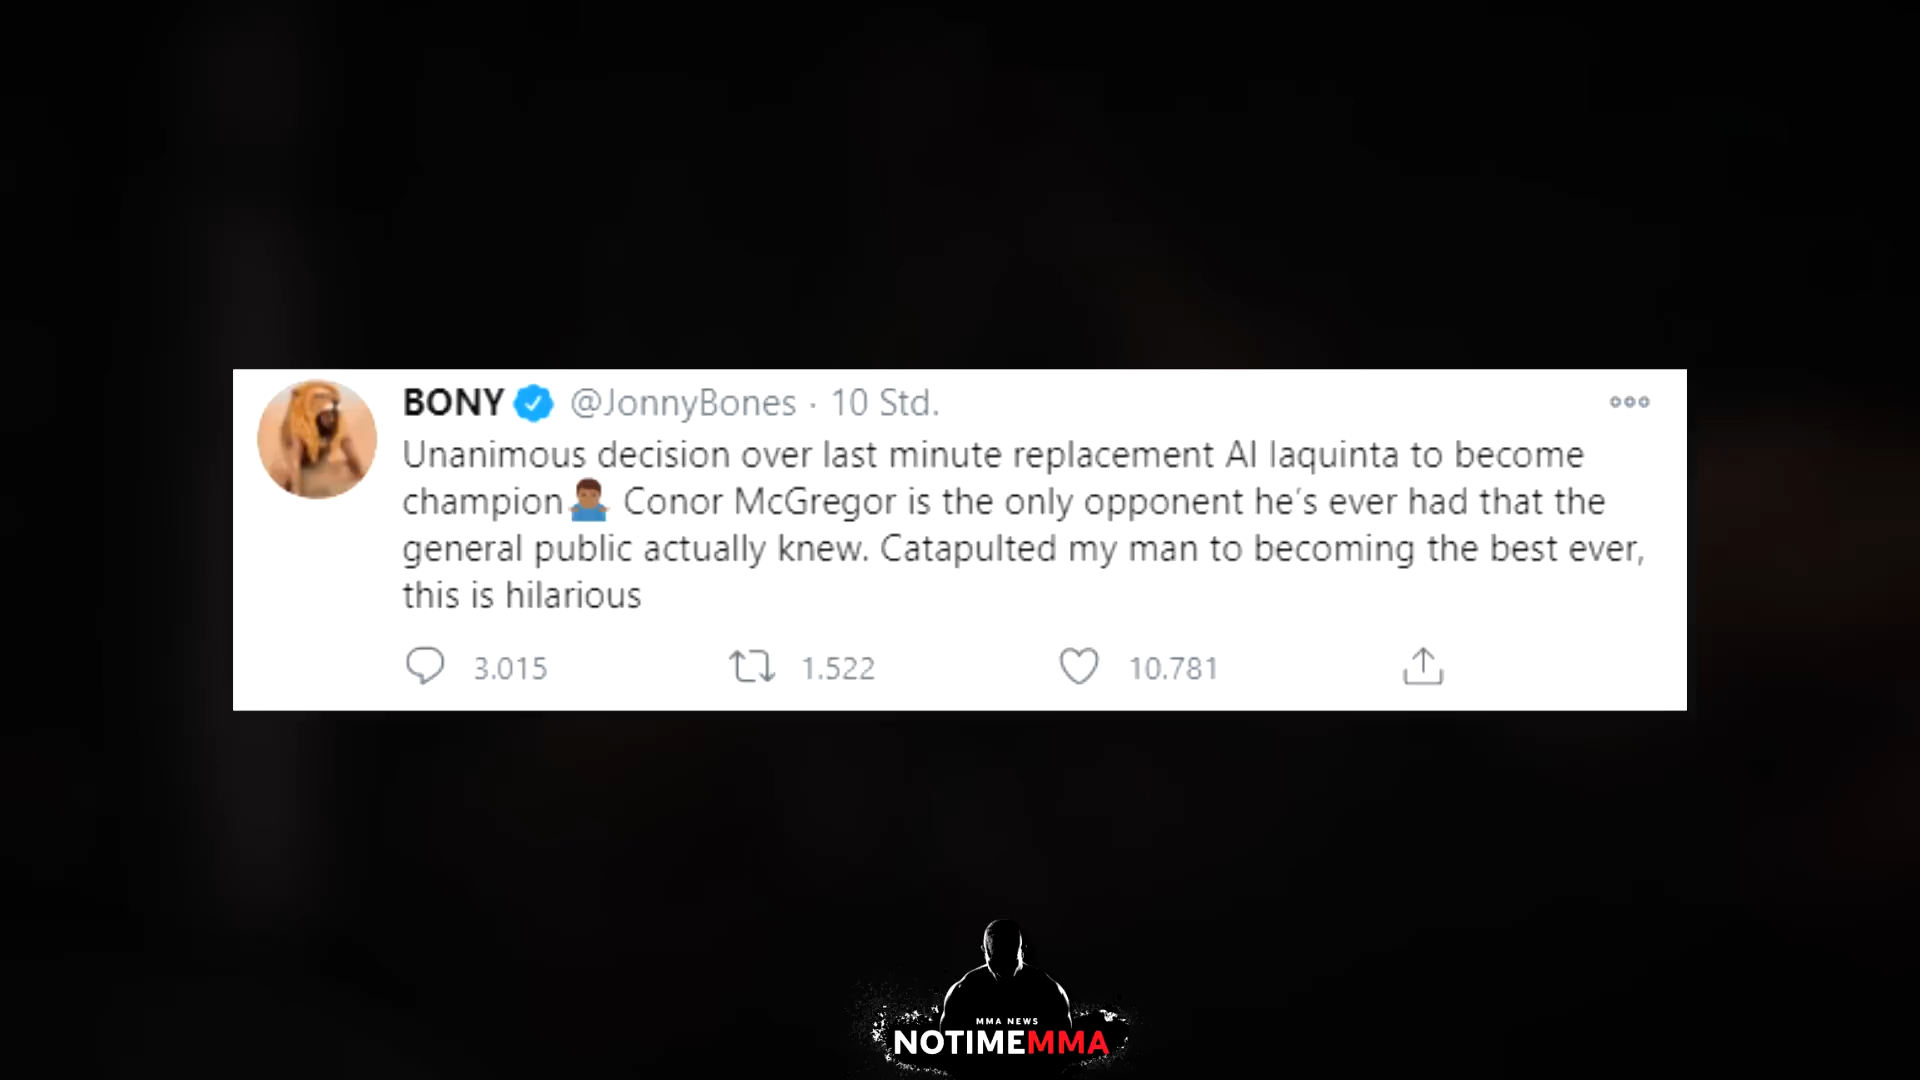 BONY @JonnyBones · 10 Std.
Unanimous decision over last minute replacement Al Iaquinta to become
champion🤷🏾‍♂️ Conor McGregor is the only opponent he's ever had that the
general public actually knew. Catapulted my man to becoming the best ever,
this is hilarious
3.015 1.522 10.781
MMA NEWS
NOTIMEMMA